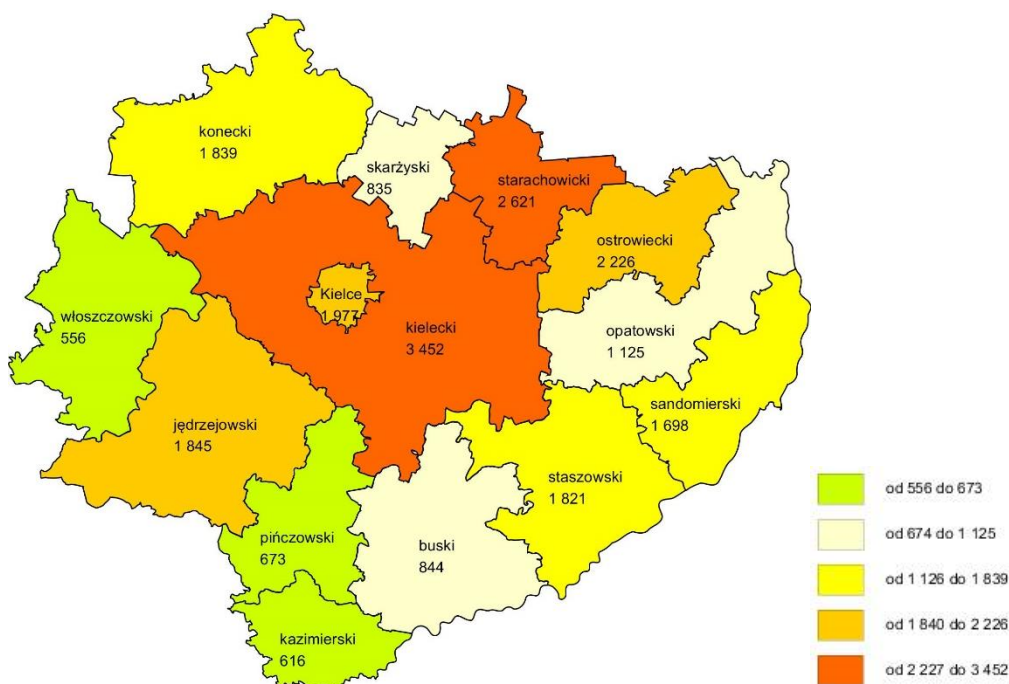 konecki
1 839
skarżyski
835
starachowicki
2 621
ostrowiecki
2 226
Kielce
1 977
włoszczowski
556
kielecki
3 452
opatowski
1 125
sandomierski
1 698
jędrzejowski
1 845
staszowski
1 821
pińczowski
673
buski
844
kazimierski
616
od 556 do 673
od 674 do 1 125
od 1 126 do 1 839
od 1 840 do 2 226
od 2 227 do 3 452